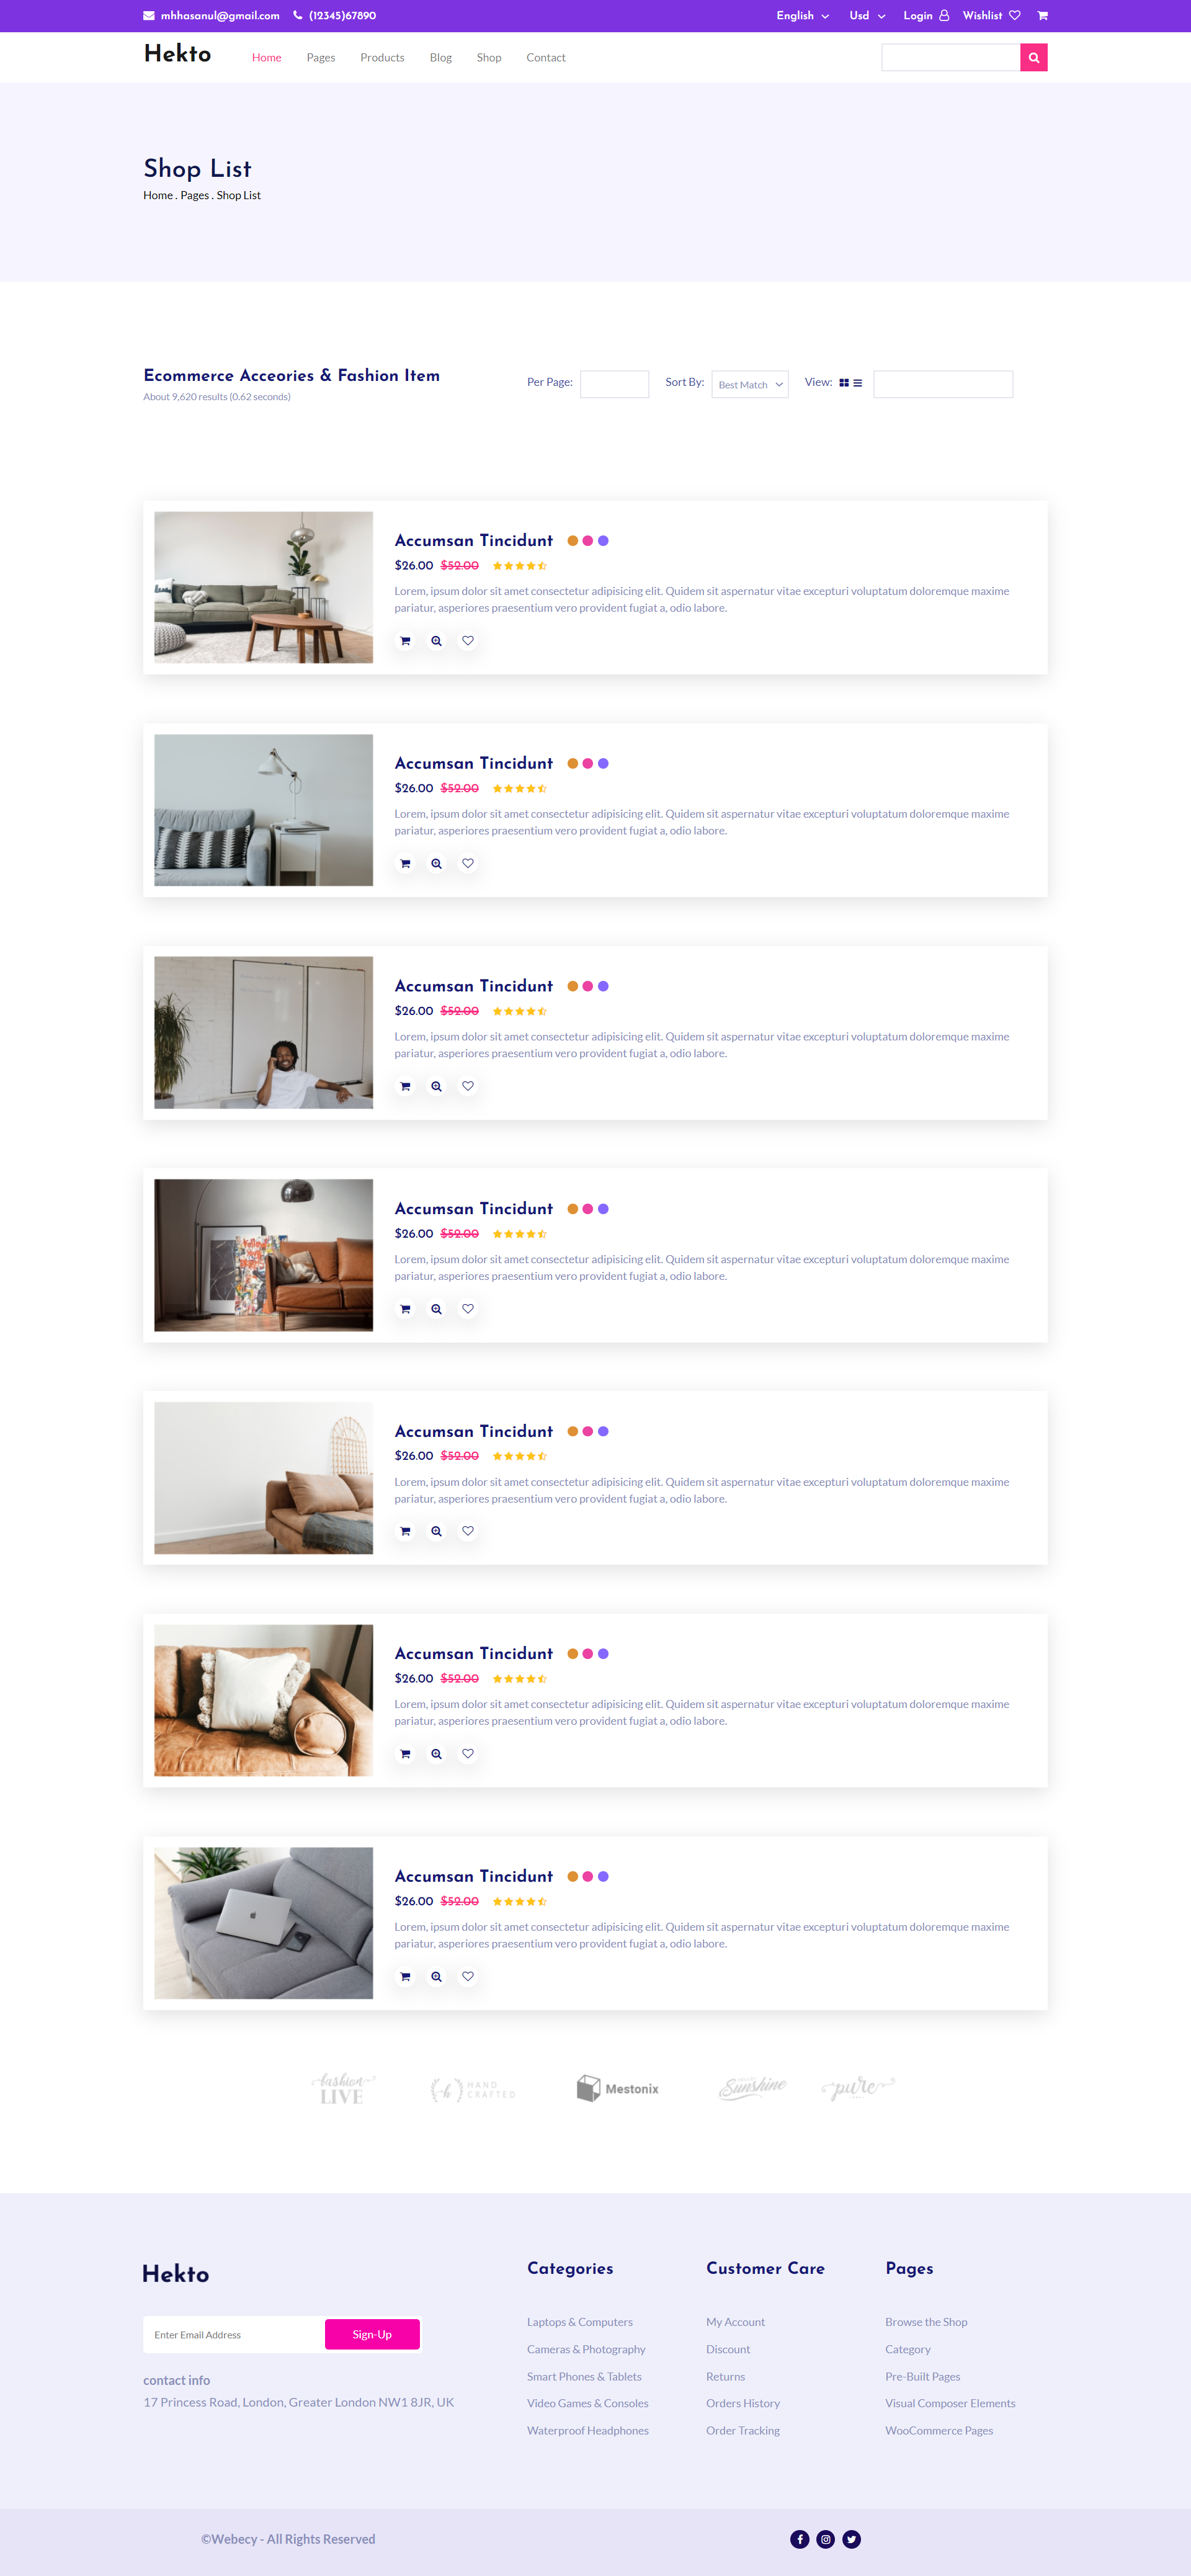 mhhasanul@gmail.com (12345)67890 English Usd Login Wishlist
Hekto Home Pages Products Blog Shop Contact
Shop List
Home . Pages . Shop List
Ecommerce Acceories & Fashion Item
About 9,620 results (0.62 seconds)
Per Page: Sort By: Best Match View:
Accumsan Tincidunt
$26.00 $52.00
Lorem, ipsum dolor sit amet consectetur adipisicing elit. Quidem sit aspernatur vitae excepturi voluptatum doloremque maxime
pariatur, asperiores praesentium vero provident fugiat a, odio labore.
Accumsan Tincidunt
$26.00 $52.00
Lorem, ipsum dolor sit amet consectetur adipisicing elit. Quidem sit aspernatur vitae excepturi voluptatum doloremque maxime
pariatur, asperiores praesentium vero provident fugiat a, odio labore.
Accumsan Tincidunt
$26.00 $52.00
Lorem, ipsum dolor sit amet consectetur adipisicing elit. Quidem sit aspernatur vitae excepturi voluptatum doloremque maxime
pariatur, asperiores praesentium vero provident fugiat a, odio labore.
Accumsan Tincidunt
$26.00 $52.00
Lorem, ipsum dolor sit amet consectetur adipisicing elit. Quidem sit aspernatur vitae excepturi voluptatum doloremque maxime
pariatur, asperiores praesentium vero provident fugiat a, odio labore.
Accumsan Tincidunt
$26.00 $52.00
Lorem, ipsum dolor sit amet consectetur adipisicing elit. Quidem sit aspernatur vitae excepturi voluptatum doloremque maxime
pariatur, asperiores praesentium vero provident fugiat a, odio labore.
Accumsan Tincidunt
$26.00 $52.00
Lorem, ipsum dolor sit amet consectetur adipisicing elit. Quidem sit aspernatur vitae excepturi voluptatum doloremque maxime
pariatur, asperiores praesentium vero provident fugiat a, odio labore.
Accumsan Tincidunt
$26.00 $52.00
Lorem, ipsum dolor sit amet consectetur adipisicing elit. Quidem sit aspernatur vitae excepturi voluptatum doloremque maxime
pariatur, asperiores praesentium vero provident fugiat a, odio labore.
fashion
LIVE
h HAND
CRAFTED
Mestonix
Sunshine
pure
Hekto
Enter Email Address Sign-Up
contact info
17 Princess Road, London, Greater London NW1 8JR, UK
Categories
Laptops & Computers
Cameras & Photography
Smart Phones & Tablets
Video Games & Consoles
Waterproof Headphones
Customer Care
My Account
Discount
Returns
Orders History
Order Tracking
Pages
Browse the Shop
Category
Pre-Built Pages
Visual Composer Elements
WooCommerce Pages
©Webecy - All Rights Reserved